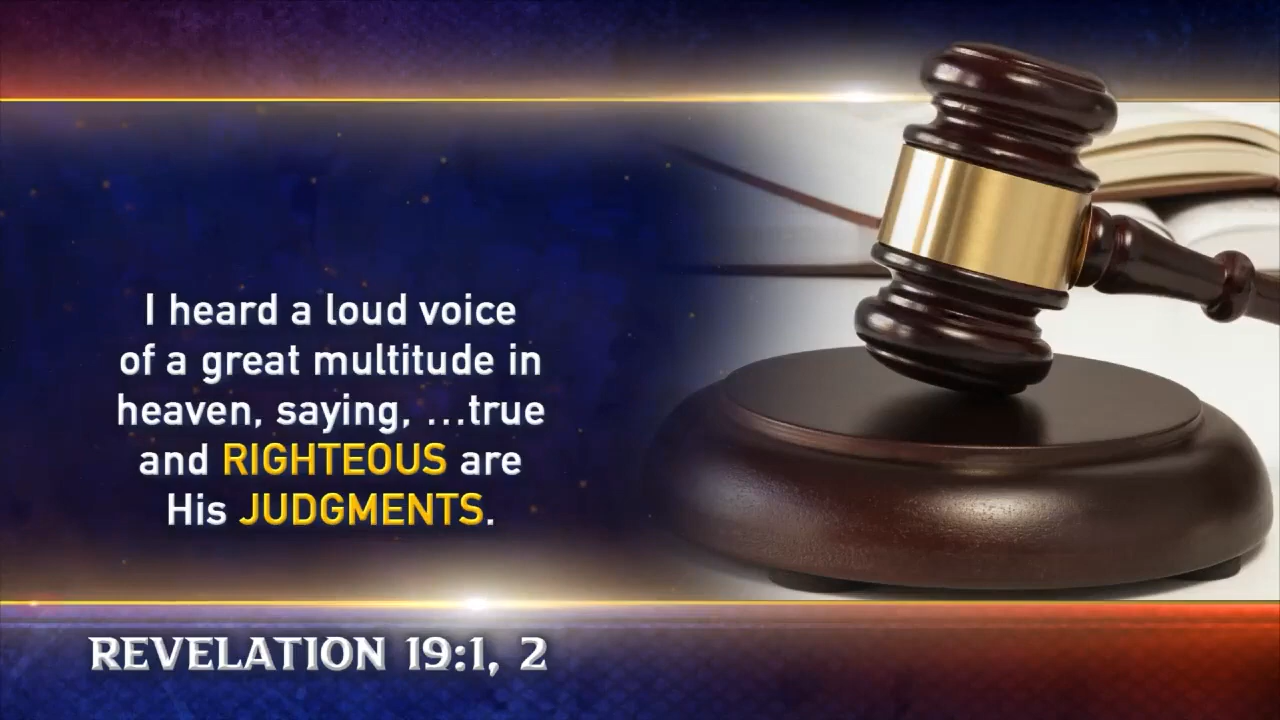 I heard a loud voice
of a great multitude in
heaven, saying, ...true
and RIGHTEOUS are
His JUDGMENTS.
REVELATION 19:1, 2